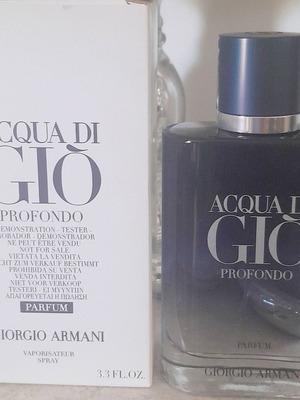 ACQUA DI
GIÒ
PROFONDO
DEMONSTRATION - TESTER -
PROBADOR - DEMONSTRADOR
NE PEUT ÊTRE VENDU
NOT FOR SALE
VIETATA LA VENDITA
NICHT ZUM VERKAUF BESTIMMT
PROHIBIDA SU VENTA
VENDA INTERDITA
NIET VOOR VERKOOP
TESTERI - EI MYYNTIIN
ΑΠΑΓΟΡΕΥΕΤΑΙ Η ΠΩΛΗΣΗ
PARFUM
GIORGIO ARMANI
VAPORISATEUR
SPRAY
3.3 FL.OZ.
ACQUA DI
GIÒ
PROFONDO
PARFUM
GIORGIO ARMANI